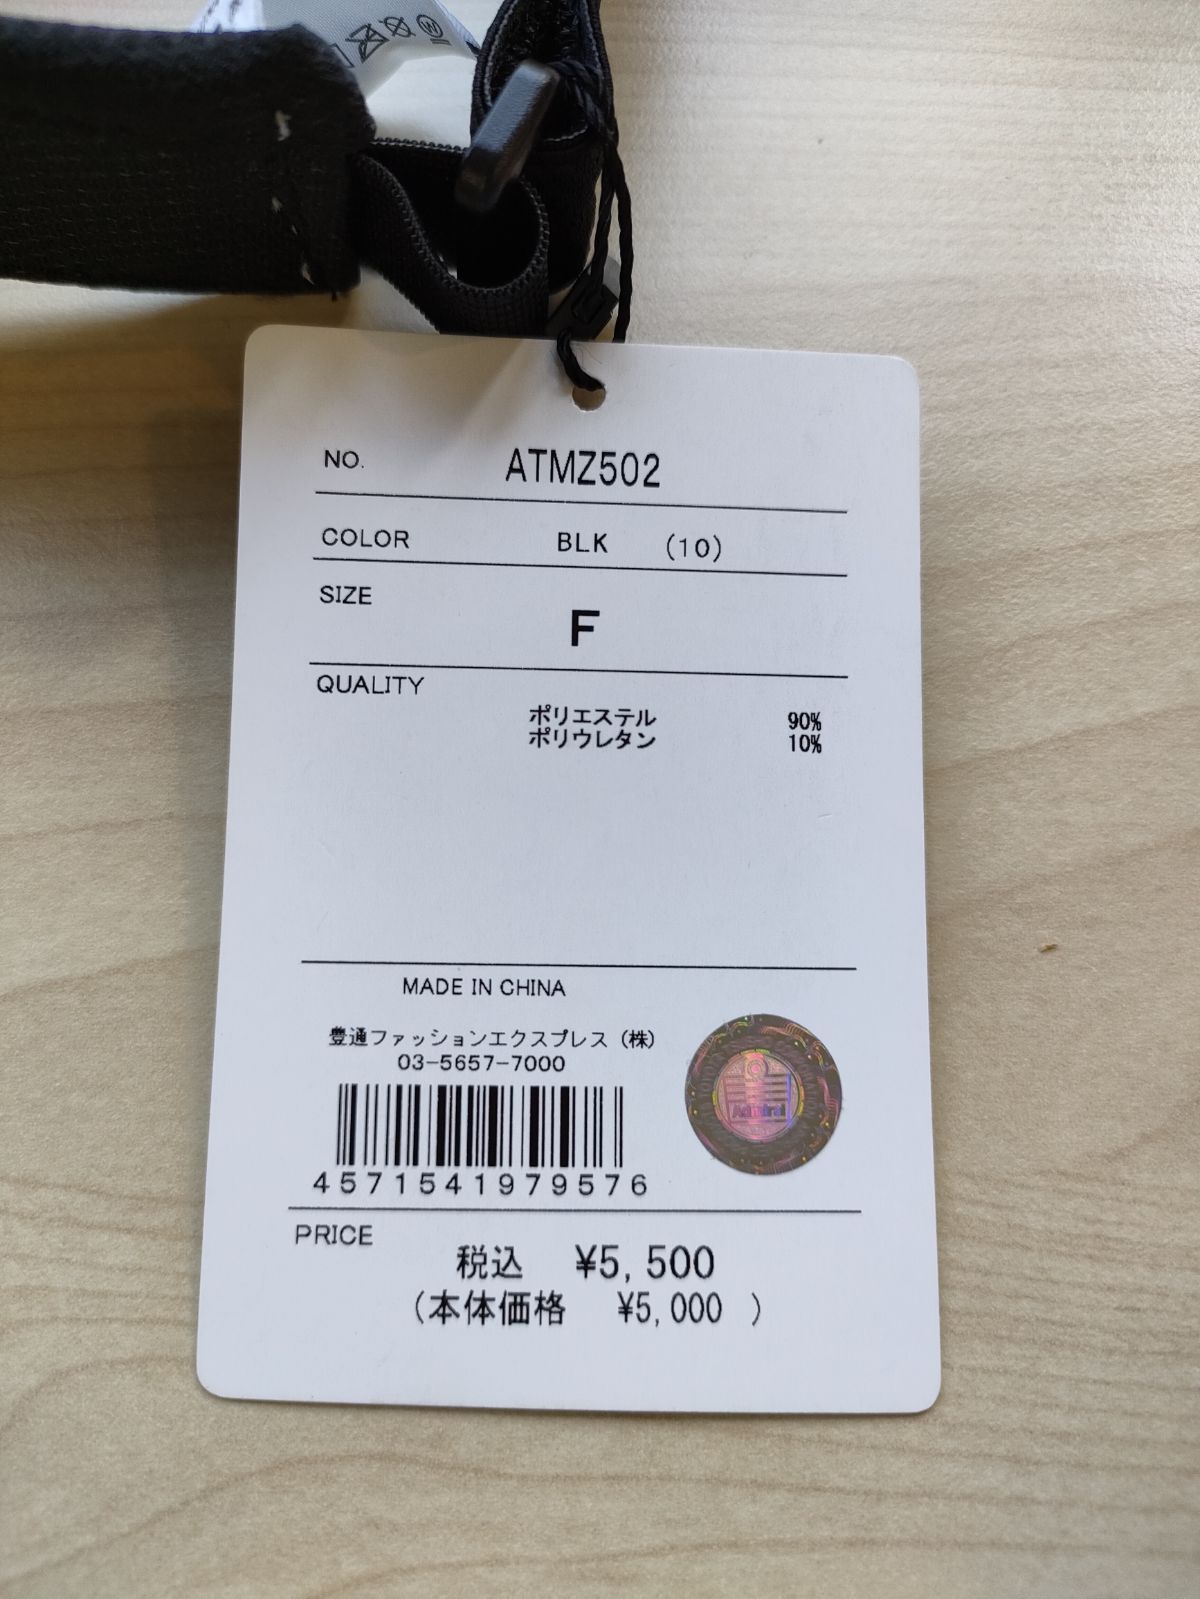 NO. ATMZ502
COLOR BLK (10)
SIZE F
QUALITY
ポリエステル 90%
ポリウレタン 10%
MADE IN CHINA
豊通ファッションエクスプレス(株)
03-5657-7000
4571541979576
Admiral
PRICE
税込 ¥5,500
(本体価格 ¥5,000 )